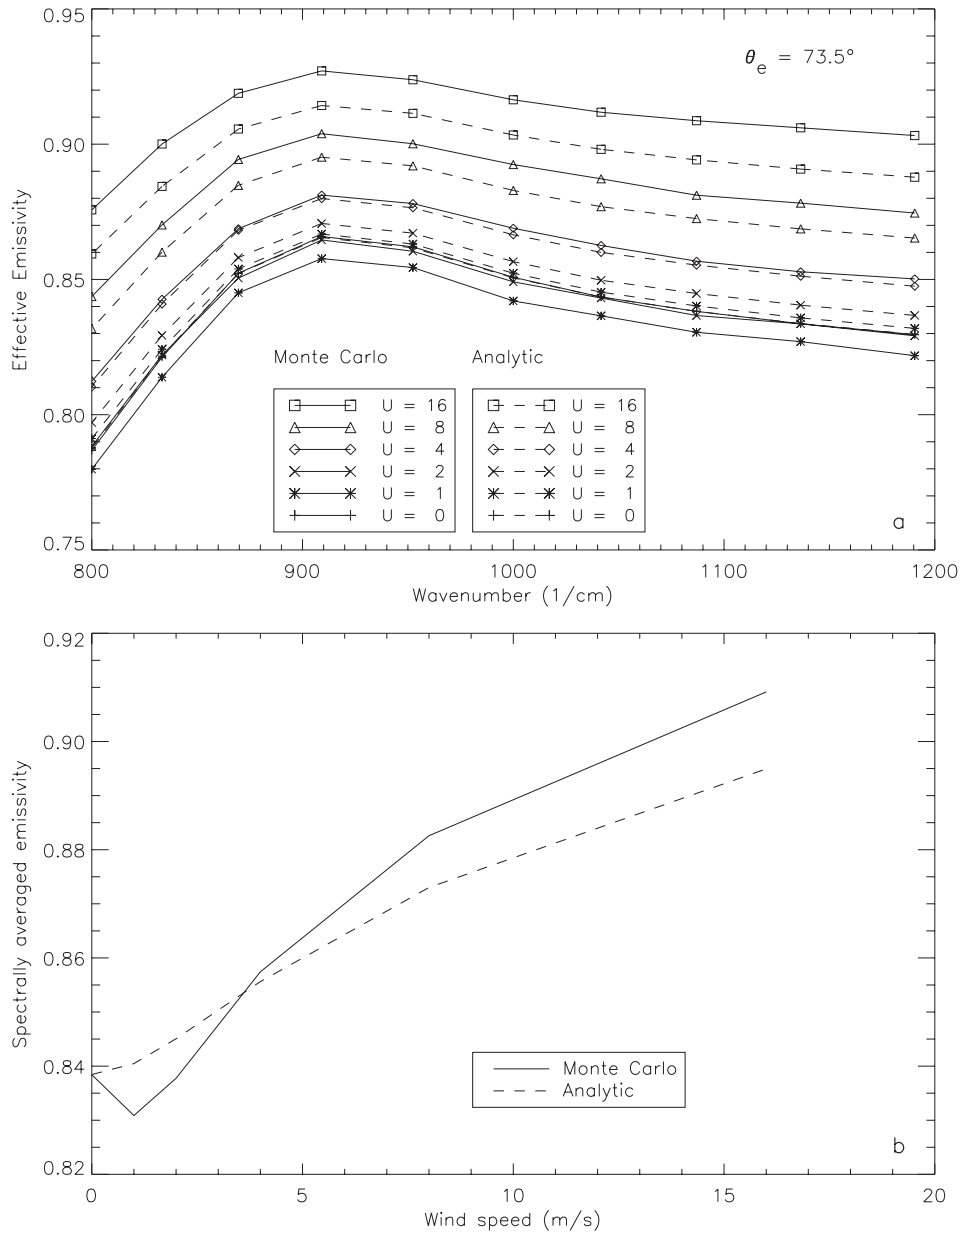 0.95
0.90
0.85
0.80
0.75
Effective Emissivity
θe = 73.5°
Monte Carlo
U = 16
U = 8
U = 4
U = 2
U = 1
U = 0
Analytic
U = 16
U = 8
U = 4
U = 2
U = 1
U = 0
a
800 900 1000 1100 1200
Wavenumber (1/cm)
0.92
0.90
0.88
0.86
0.84
0.82
Spectrally averaged emissivity
Monte Carlo
Analytic
b
0 5 10 15 20
Wind speed (m/s)